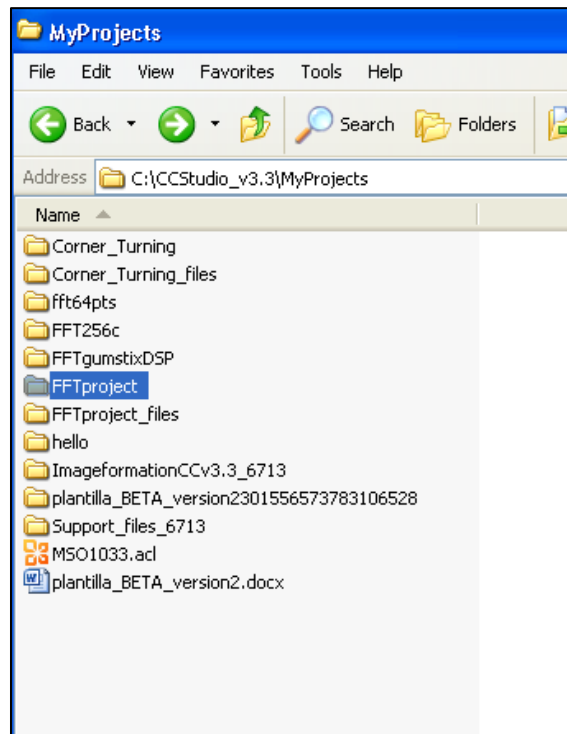 MyProjects
File Edit View Favorites Tools Help
Back Search Folders
Address C:\CCStudio_v3.3\MyProjects
Name
Corner_Turning
Corner_Turning_files
fft64pts
FFT256c
FFTgumstixDSP
FFTproject
FFTproject_files
hello
ImageformationCCv3.3_6713
plantilla_BETA_version2301556573783106528
Support_files_6713
MSO1033.acl
plantilla_BETA_version2.docx